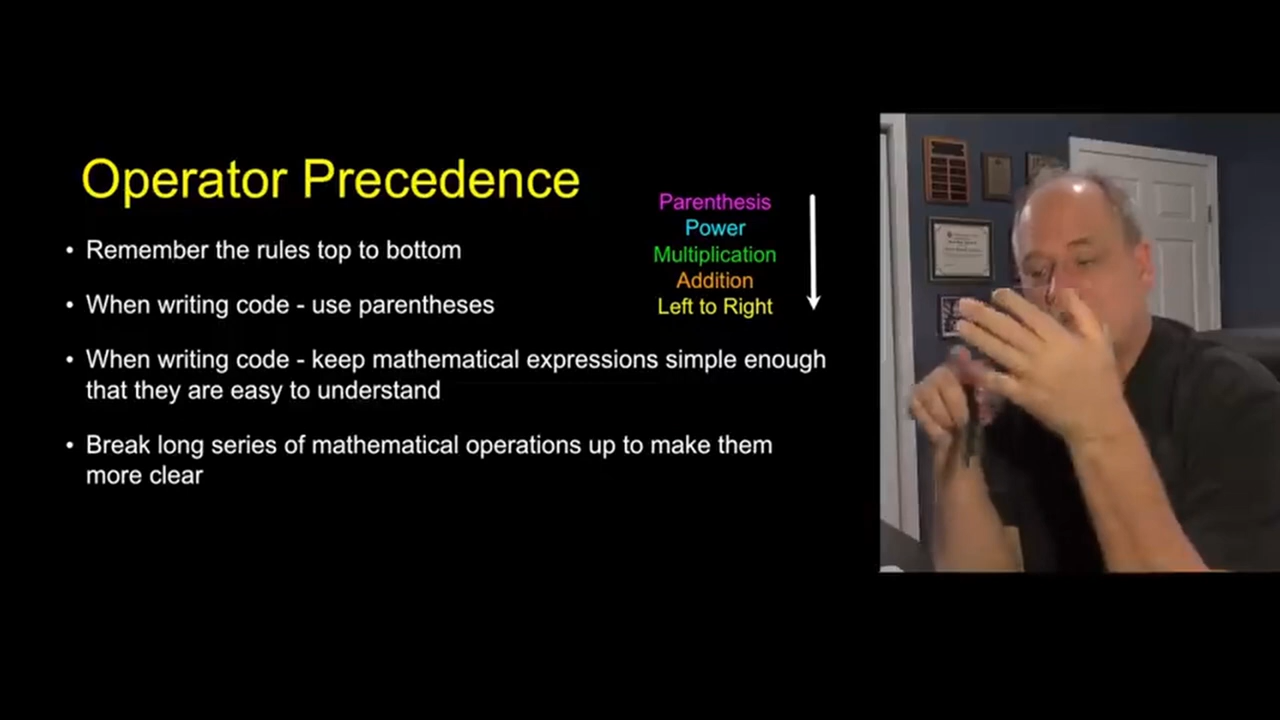 Operator Precedence
Parenthesis
Power
Multiplication
Addition
Left to Right
• Remember the rules top to bottom
• When writing code - use parentheses
• When writing code - keep mathematical expressions simple enough
that they are easy to understand
• Break long series of mathematical operations up to make them
more clear